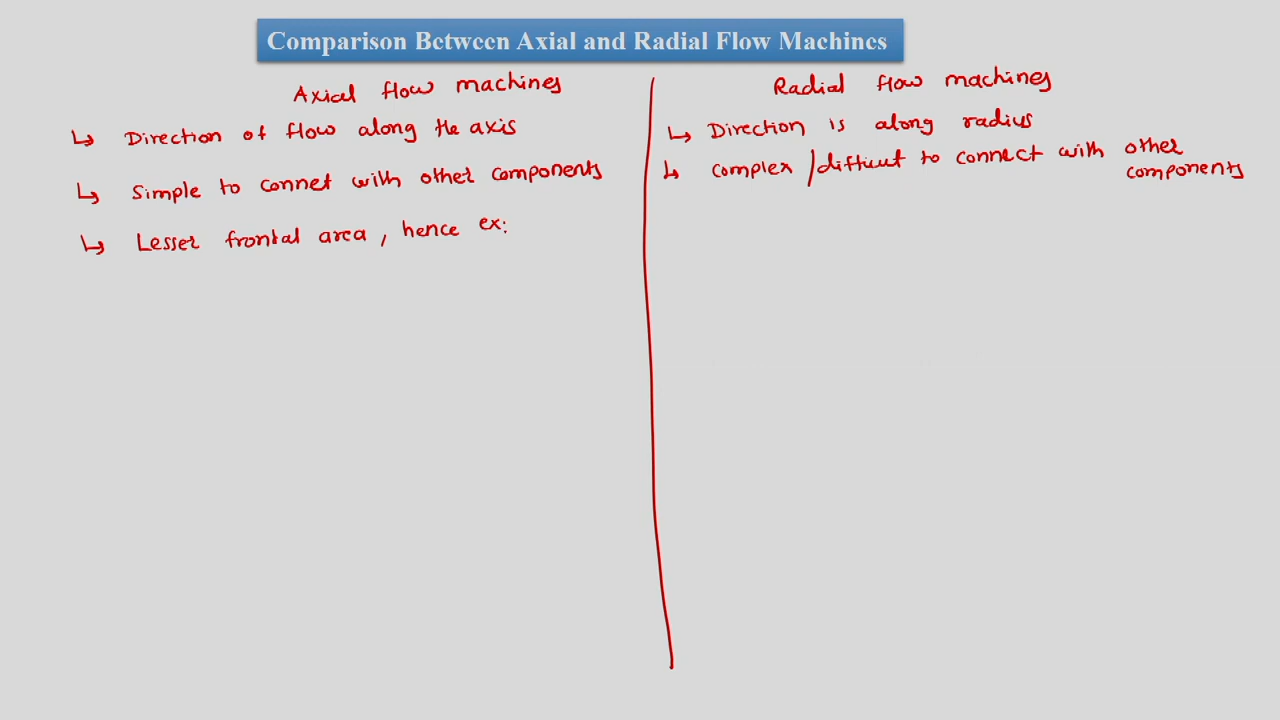 Comparison Between Axial and Radial Flow Machines
Axial flow machines
↳ Direction of flow along the axis
↳ Simple to connet with other components
↳ Lesser frontal area, hence ex:
Radial flow machines
↳ Direction is along radius
↳ complex / difficult to connect with other
components